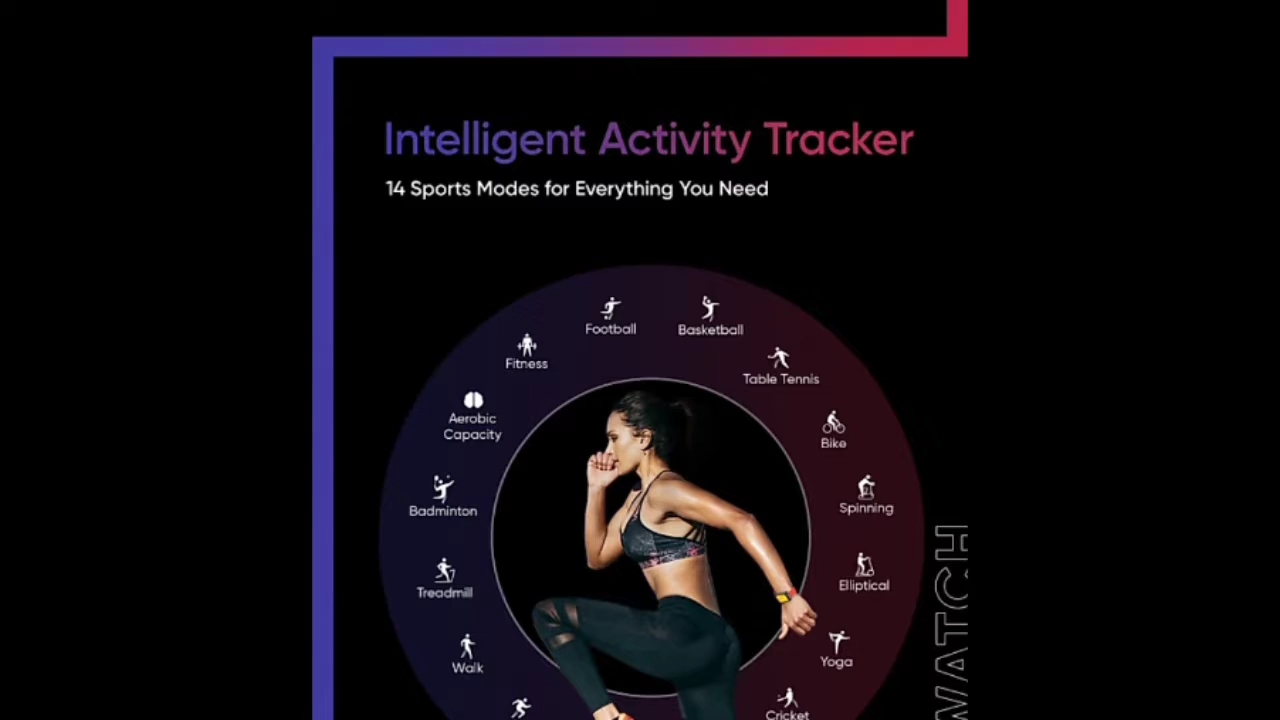 Intelligent Activity Tracker
14 Sports Modes for Everything You Need
Football
Basketball
Fitness
Table Tennis
Aerobic
Capacity
Bike
Badminton
Spinning
Treadmill
Elliptical
Walk
Yoga
Cricket
WATCH